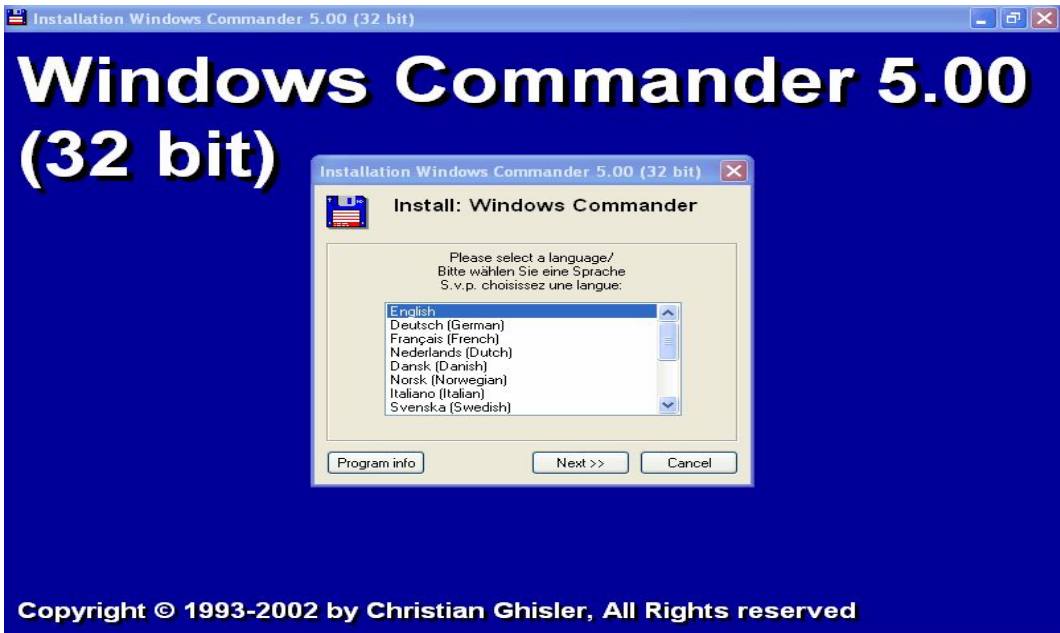 Installation Windows Commander 5.00 (32 bit)
Windows Commander 5.00
(32 bit)
Installation Windows Commander 5.00 (32 bit)
Install: Windows Commander
Please select a language/
Bitte wählen Sie eine Sprache
S.v.p. choisissez une langue:
English
Deutsch (German)
Français (French)
Nederlands (Dutch)
Dansk (Danish)
Norsk (Norwegian)
Italiano (Italian)
Svenska (Swedish)
Program info
Next >>
Cancel
Copyright © 1993-2002 by Christian Ghisler, All Rights reserved